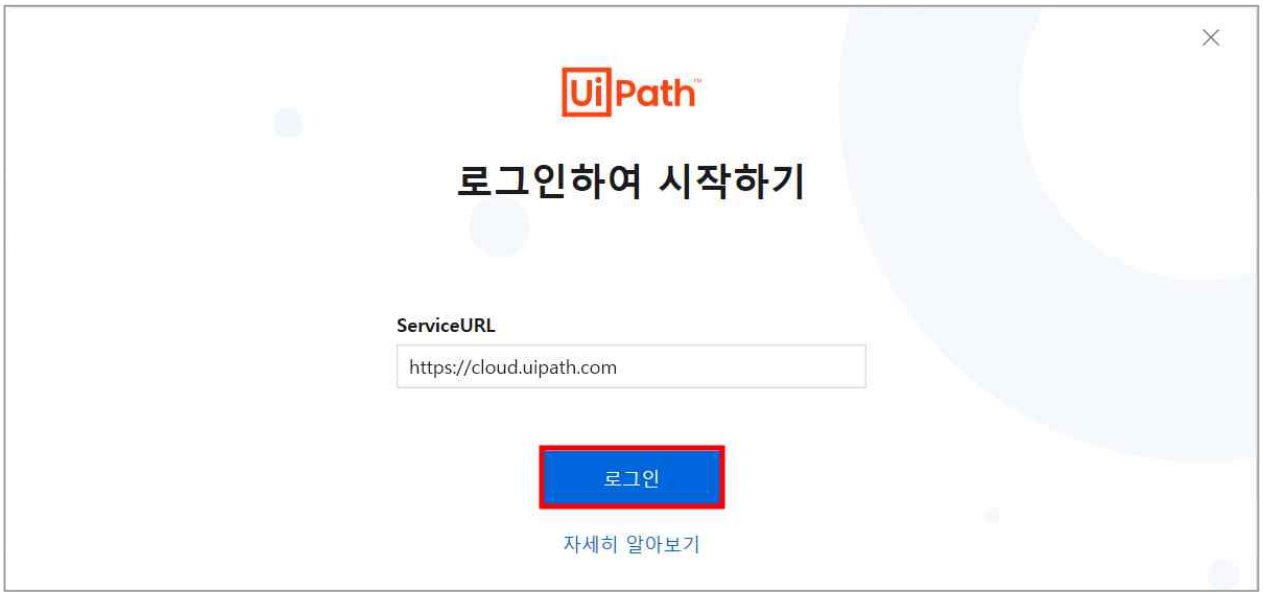 UiPath™
로그인하여 시작하기
ServiceURL
https://cloud.uipath.com
로그인
자세히 알아보기